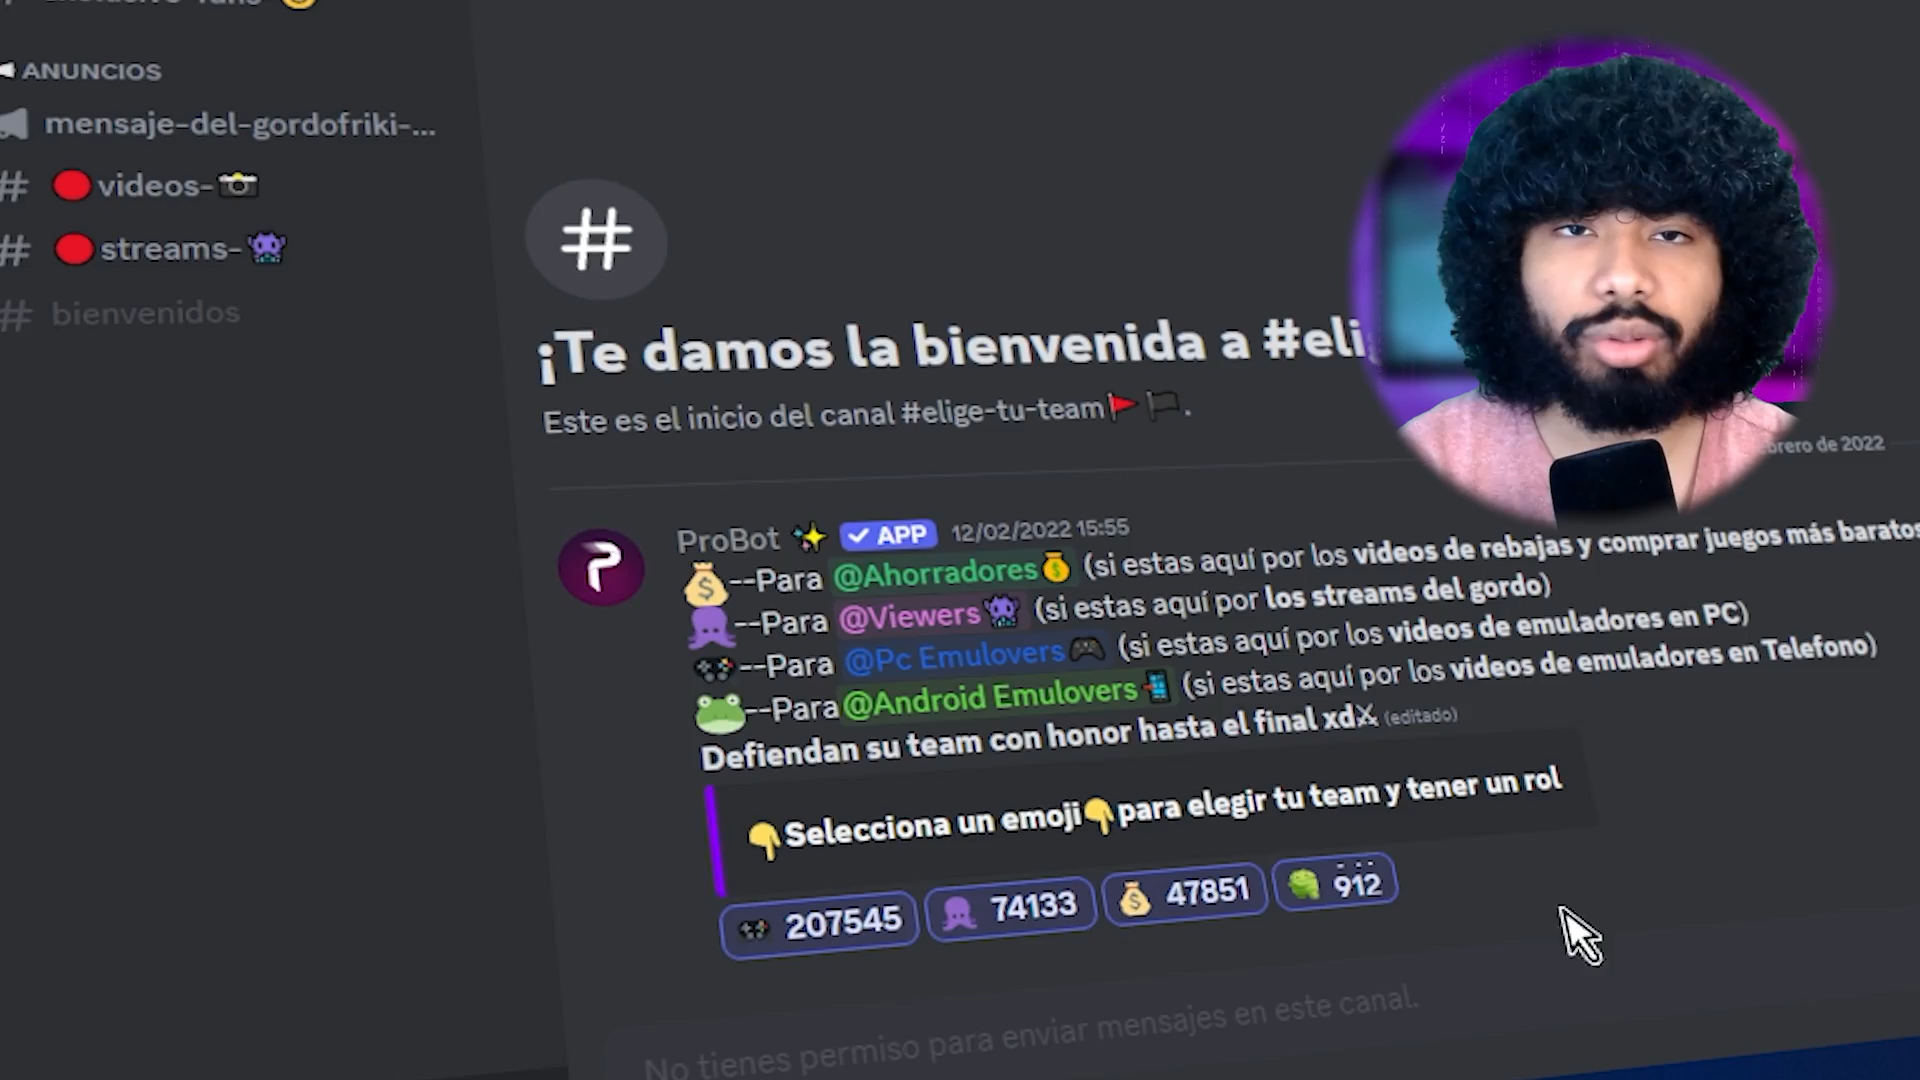 ANUNCIOS
mensaje-del-gordofriki-...
# videos-
# streams-
# bienvenidos
#
¡Te damos la bienvenida a #elig
Este es el inicio del canal #elige-tu-team.
brero de 2022
ProBot APP 12/02/2022 15:55
--Para @Ahorradores (si estas aquí por los videos de rebajas y comprar juegos más baratos
--Para @Viewers (si estas aquí por los streams del gordo)
--Para @Pc Emulovers (si estas aquí por los videos de emuladores en PC)
--Para @Android Emulovers (si estas aquí por los videos de emuladores en Telefono)
Defiendan su team con honor hasta el final xd (editado)
Selecciona un emoji para elegir tu team y tener un rol
207545 74133 47851 912
No tienes permiso para enviar mensajes en este canal.